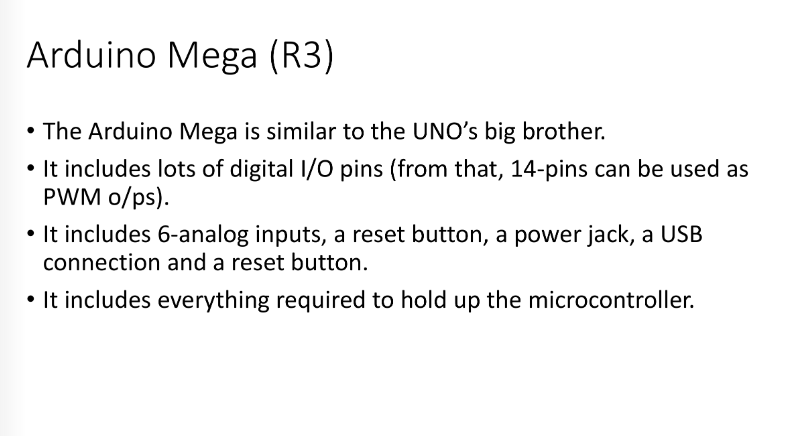 Arduino Mega (R3)
• The Arduino Mega is similar to the UNO’s big brother.
• It includes lots of digital I/O pins (from that, 14-pins can be used as
PWM o/ps).
• It includes 6-analog inputs, a reset button, a power jack, a USB
connection and a reset button.
• It includes everything required to hold up the microcontroller.